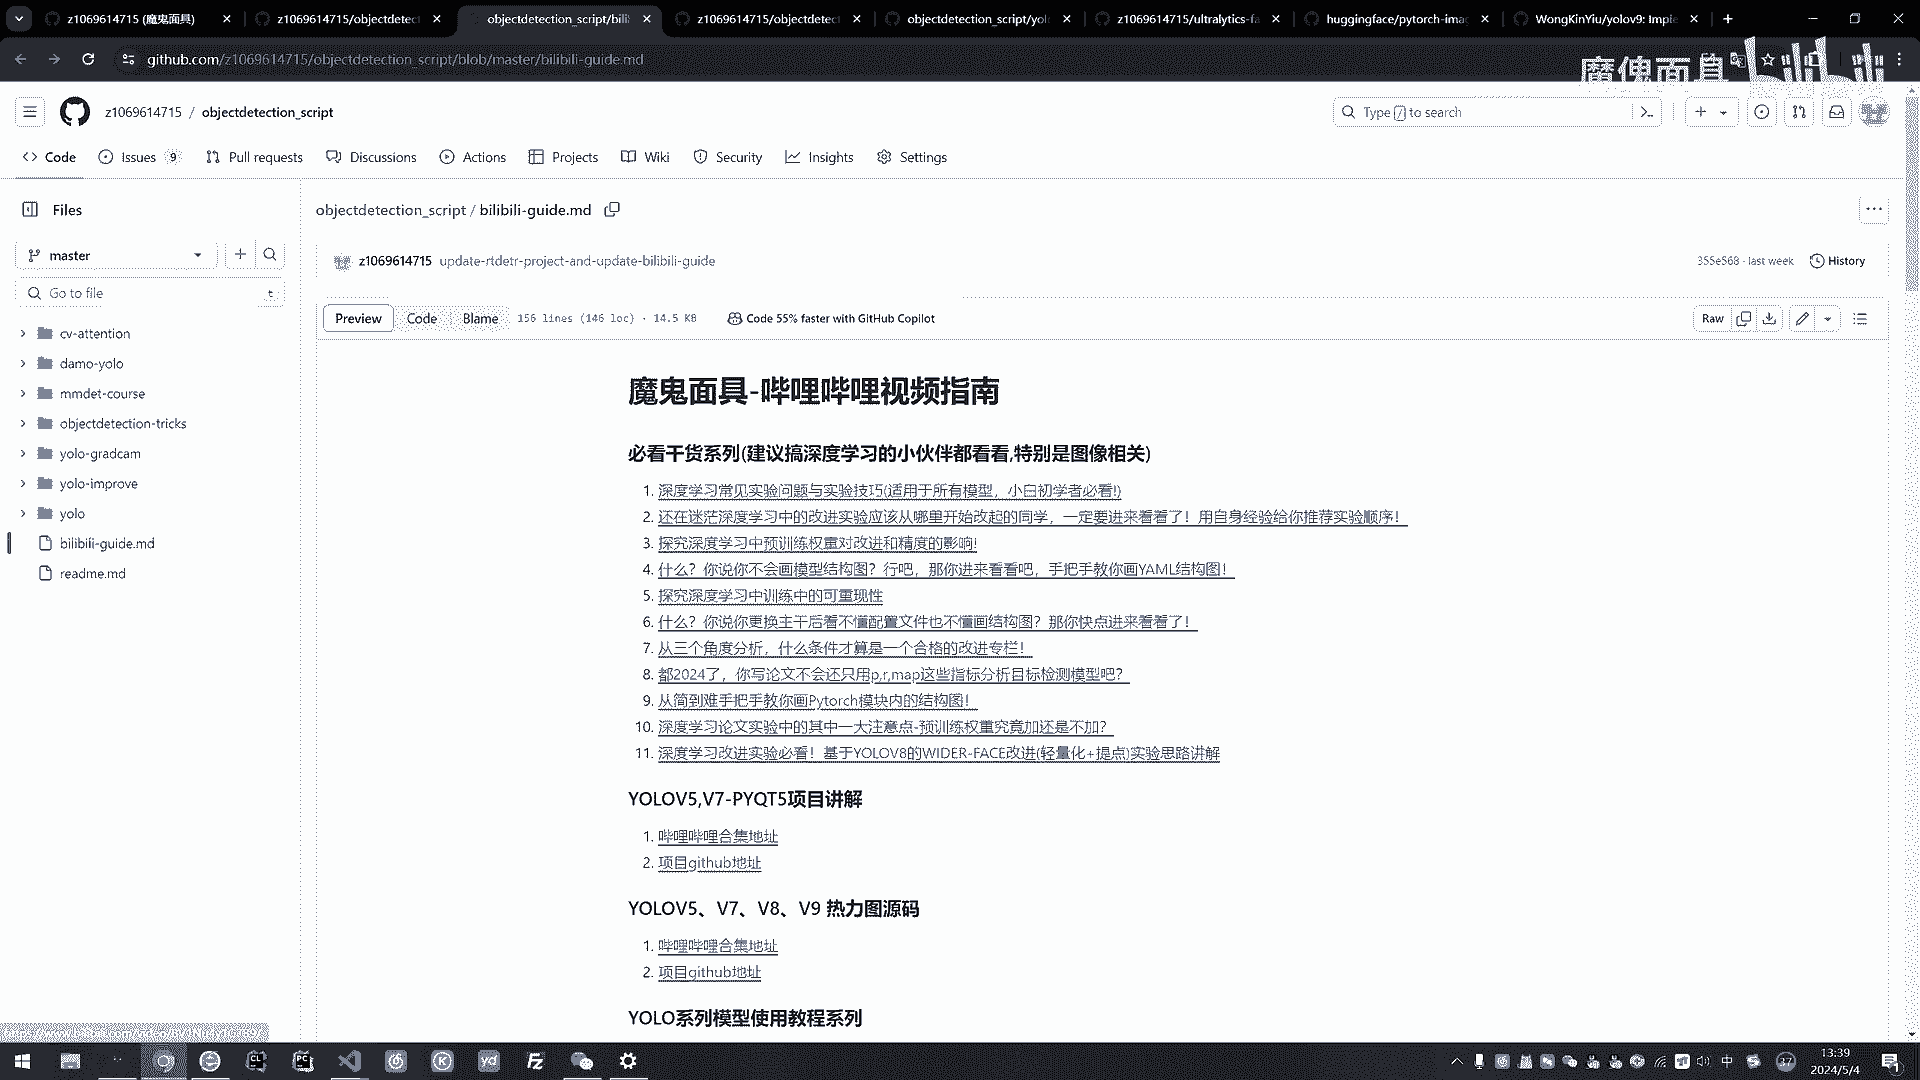 z1069614715 (魔鬼面具)
z1069614715/objectdetect
objectdetection_script/bili
z1069614715/objectdetect
objectdetection_script/yol
z1069614715/ultralytics-fa
huggingface/pytorch-imag
WongKinYiu/yolov9: Imple
github.com/z1069614715/objectdetection_script/blob/master/bilibili-guide.md
魔傀面具 bilibili
z1069614715 / objectdetection_script
Type / to search
Code
Issues 9
Pull requests
Discussions
Actions
Projects
Wiki
Security
Insights
Settings
Files
objectdetection_script / bilibili-guide.md
master
z1069614715 update-rtdetr-project-and-update-bilibili-guide
355e568 · last week
History
Go to file
t
Preview
Code
Blame
156 lines (146 loc) · 14.5 KB
Code 55% faster with GitHub Copilot
Raw
cv-attention
damo-yolo
mmdet-course
objectdetection-tricks
yolo-gradcam
yolo-improve
yolo
bilibili-guide.md
readme.md
魔鬼面具-哔哩哔哩视频指南
必看干货系列(建议搞深度学习的小伙伴都看看,特别是图像相关)
1. 深度学习常见实验问题与实验技巧(适用于所有模型，小白初学者必看!)
2. 还在迷茫深度学习中的改进实验应该从哪里开始改起的同学，一定要进来看看了！用自身经验给你推荐实验顺序！
3. 探究深度学习中预训练权重对改进和精度的影响!
4. 什么？你说你不会画模型结构图？行吧，那你进来看看吧，手把手教你画YAML结构图！
5. 探究深度学习中训练中的可重现性
6. 什么？你说你更换主干后看不懂配置文件也不懂画结构图？那你快点进来看看了！
7. 从三个角度分析，什么条件才算是一个合格的改进专栏！
8. 都2024了，你写论文不会还只用p,r,map这些指标分析目标检测模型吧？
9. 从简到难手把手教你画Pytorch模块内的结构图！
10. 深度学习论文实验中的其中一大注意点-预训练权重究竟加还是不加？
11. 深度学习改进实验必看！基于YOLOV8的WIDER-FACE改进(轻量化+提点)实验思路讲解
YOLOV5,V7-PYQT5项目讲解
1. 哔哩哔哩合集地址
2. 项目github地址
YOLOV5、V7、V8、V9 热力图源码
1. 哔哩哔哩合集地址
2. 项目github地址
YOLO系列模型使用教程系列
中
37
13:39
2024/5/4